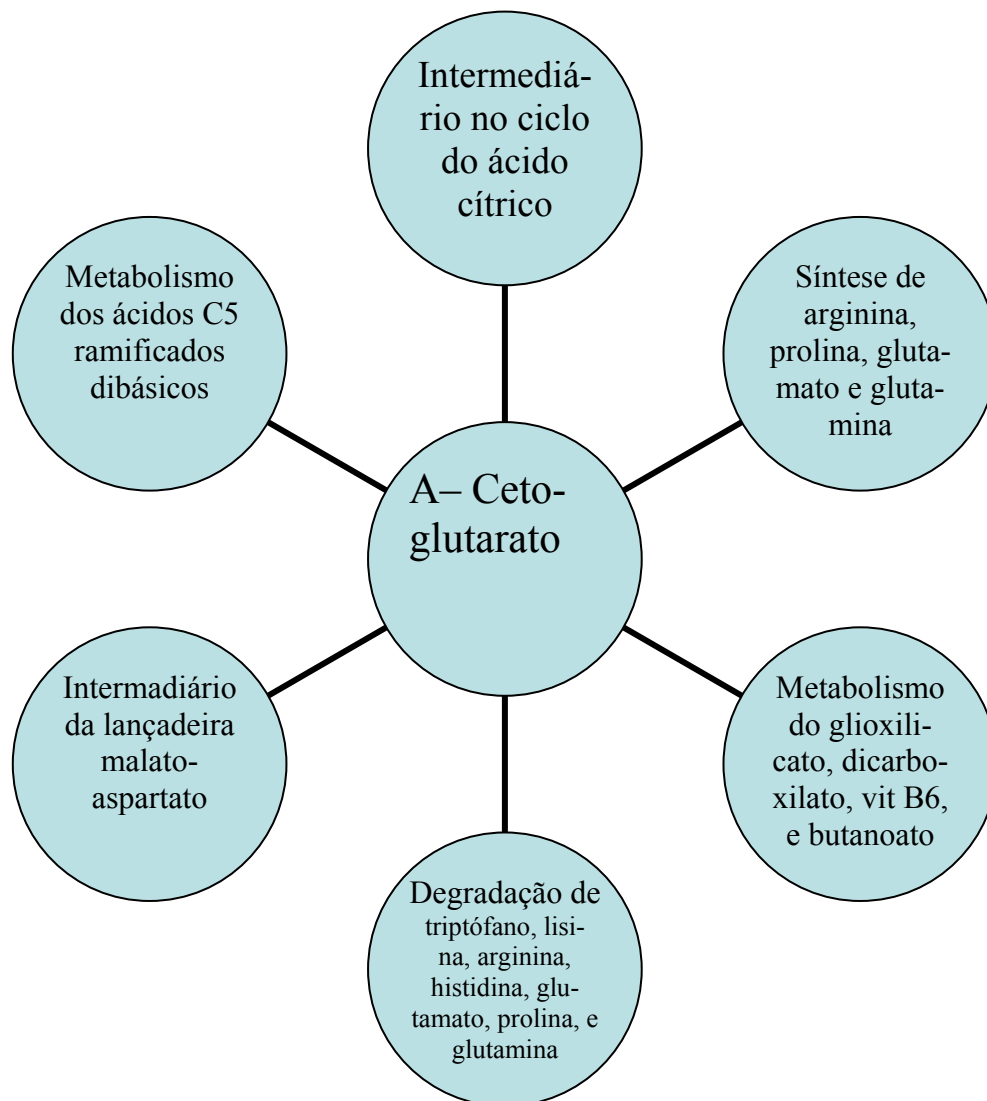 Intermediá-
rio no ciclo
do ácido
cítrico
Metabolismo
dos ácidos C5
ramificados
dibásicos
Síntese de
arginina,
prolina, gluta-
mato e gluta-
mina
A– Ceto-
glutarato
Intermadiário
da lançadeira
malato-
aspartato
Metabolismo
do glioxili-
cato, dicarbo-
xilato, vit B6,
e butanoato
Degradação de
triptófano, lisi-
na, arginina,
histidina, glu-
tamato, prolina, e
glutamina